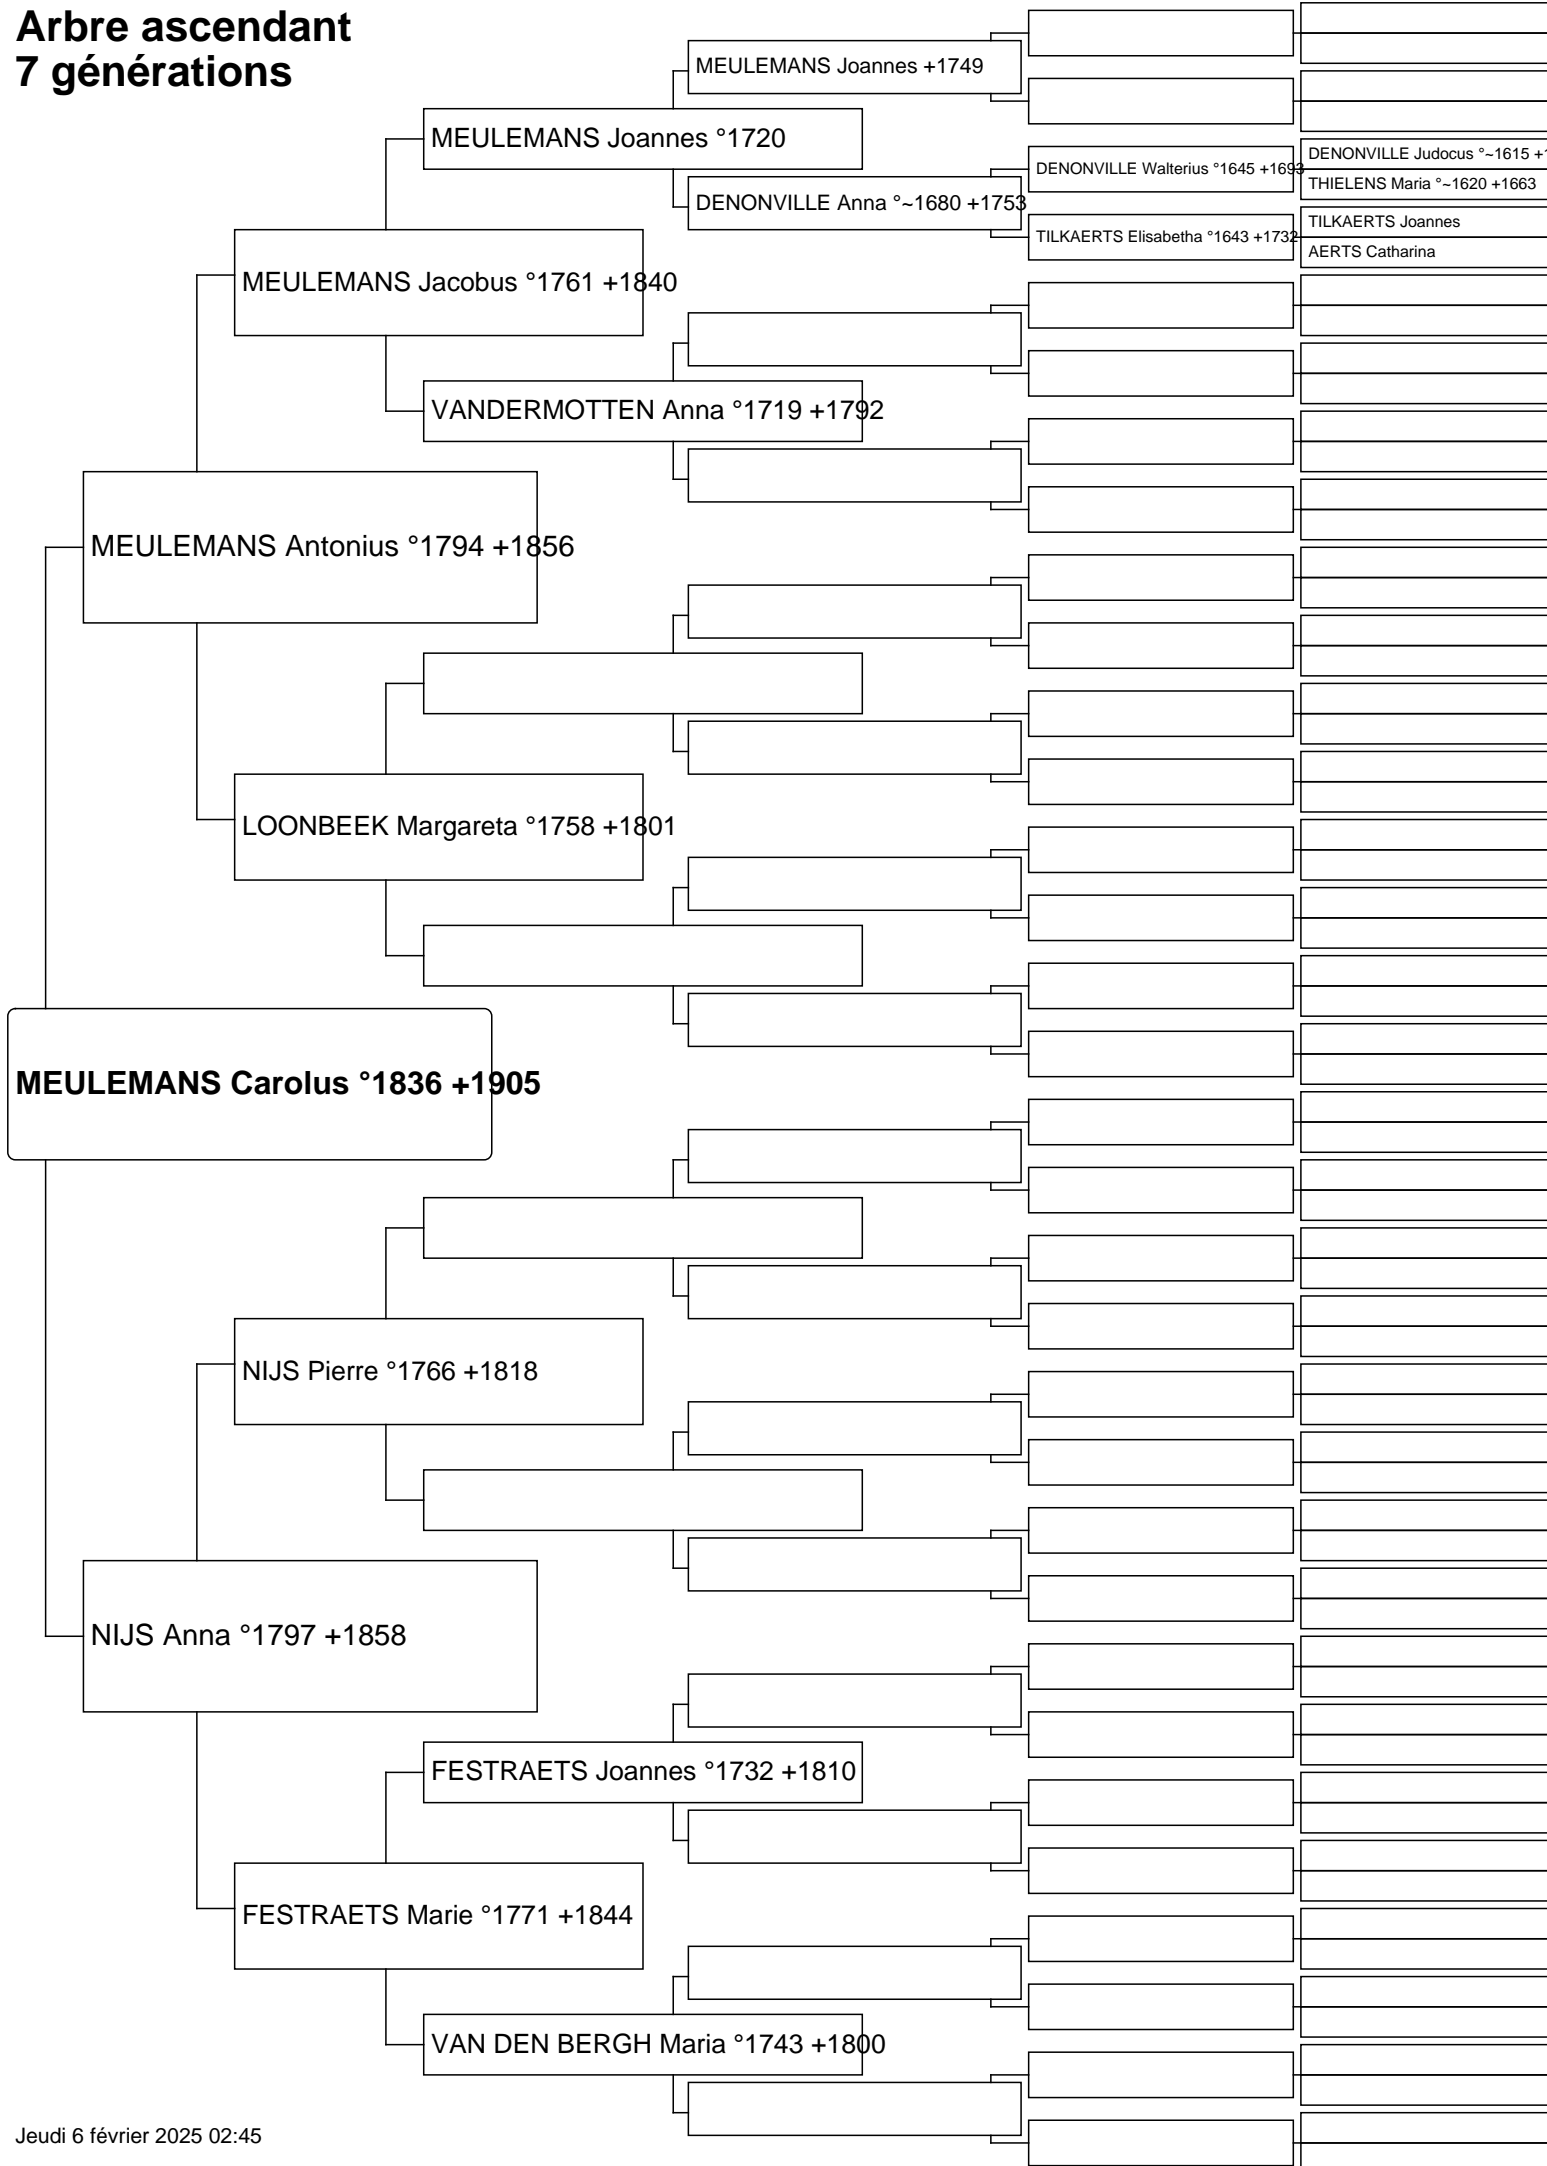 Arbre ascendant
7 générations
MEULEMANS Joannes +1749
MEULEMANS Joannes °1720
DENONVILLE Judocus °~1615
DENONVILLE Walterius °1645 +1693
THIELENS Maria °~1620 +1663
DENONVILLE Anna °~1680 +1753
TILKAERTS Joannes
TILKAERTS Elisabetha °1643 +1732
AERTS Catharina
MEULEMANS Jacobus °1761 +1840
VANDERMOTTEN Anna °1719 +1792
MEULEMANS Antonius °1794 +1856
LOONBEEK Margareta °1758 +1801
MEULEMANS Carolus °1836 +1905
NIJS Pierre °1766 +1818
NIJS Anna °1797 +1858
FESTRAETS Joannes °1732 +1810
FESTRAETS Marie °1771 +1844
VAN DEN BERGH Maria °1743 +1800
Jeudi 6 février 2025 02:45